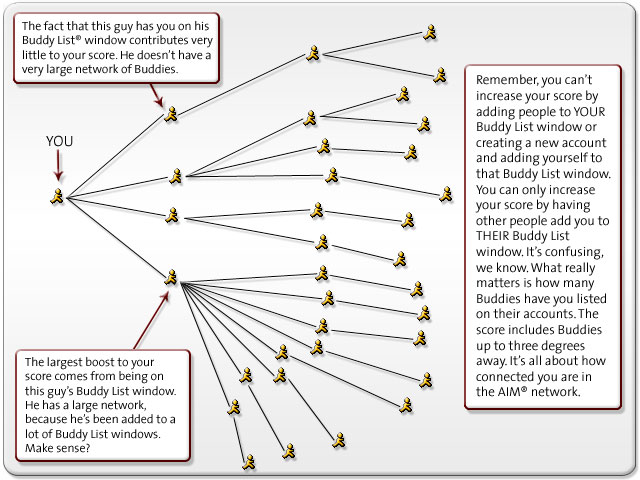 The fact that this guy has you on his
Buddy List® window contributes very
little to your score. He doesn't have a
very large network of Buddies.
YOU
Remember, you can't
increase your score by
adding people to YOUR
Buddy List window or
creating a new account
and adding yourself to
that Buddy List window.
You can only increase
your score by having
other people add you to
THEIR Buddy List
window. It's confusing,
we know. What really
matters is how many
Buddies have you listed
on their accounts. The
score includes Buddies
up to three degrees
away. It's all about how
connected you are in
the AIM® network.
The largest boost to your
score comes from being on
this guy's Buddy List window.
He has a large network,
because he's been added to a
lot of Buddy List windows.
Make sense?